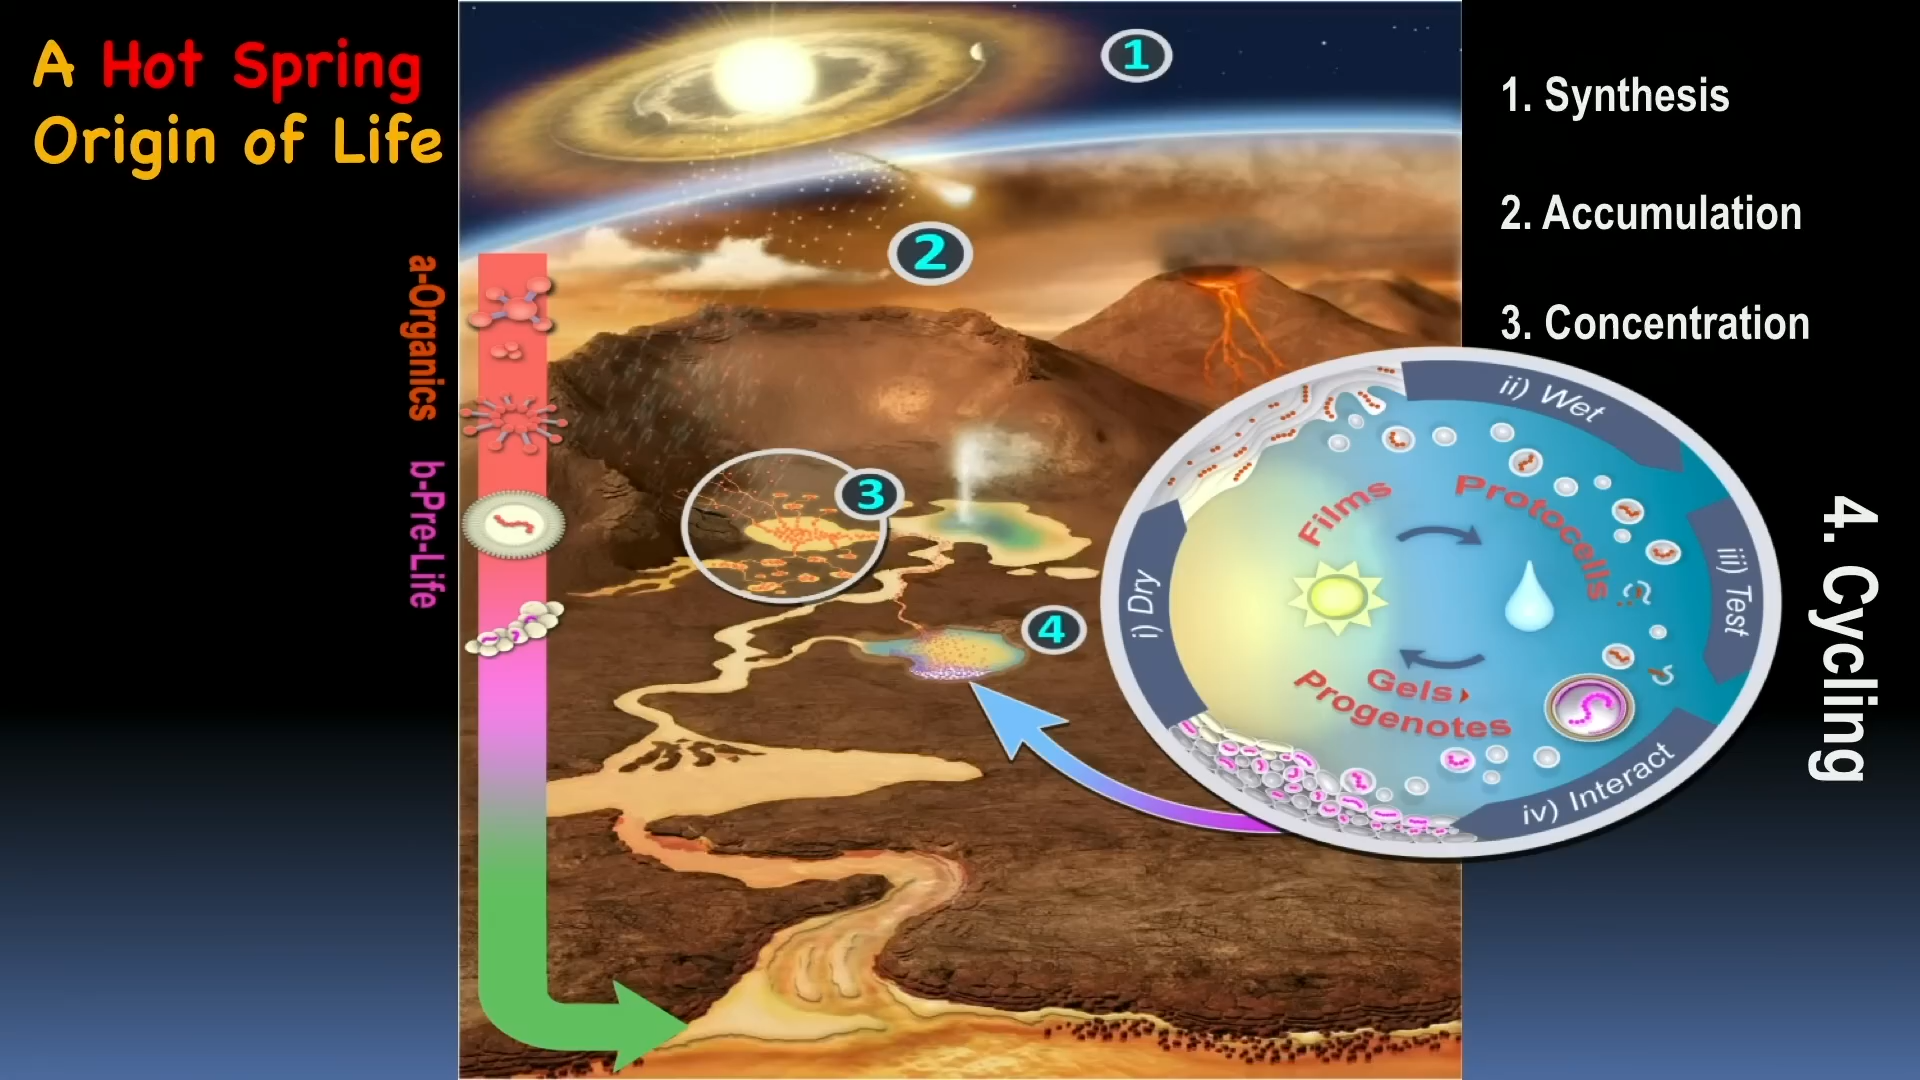 A Hot Spring
Origin of Life
1. Synthesis
2. Accumulation
3. Concentration
4. Cycling
a-Organics
b-Pre-Life
1
2
3
4
i) Dry
ii) Wet
iii) Test
iv) Interact
Films
Protocells
Gels,
Progenotes